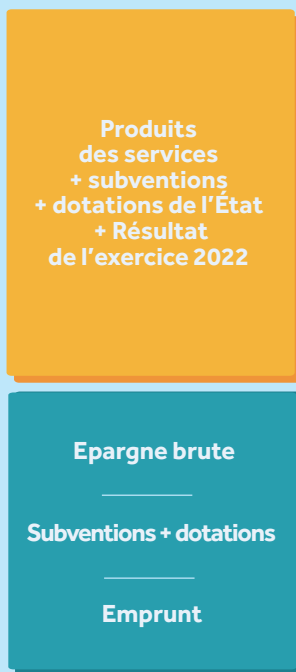 Produits
des services
+ subventions
+ dotations de l’État
+ Résultat
de l’exercice 2022
Epargne brute
Subventions + dotations
Emprunt